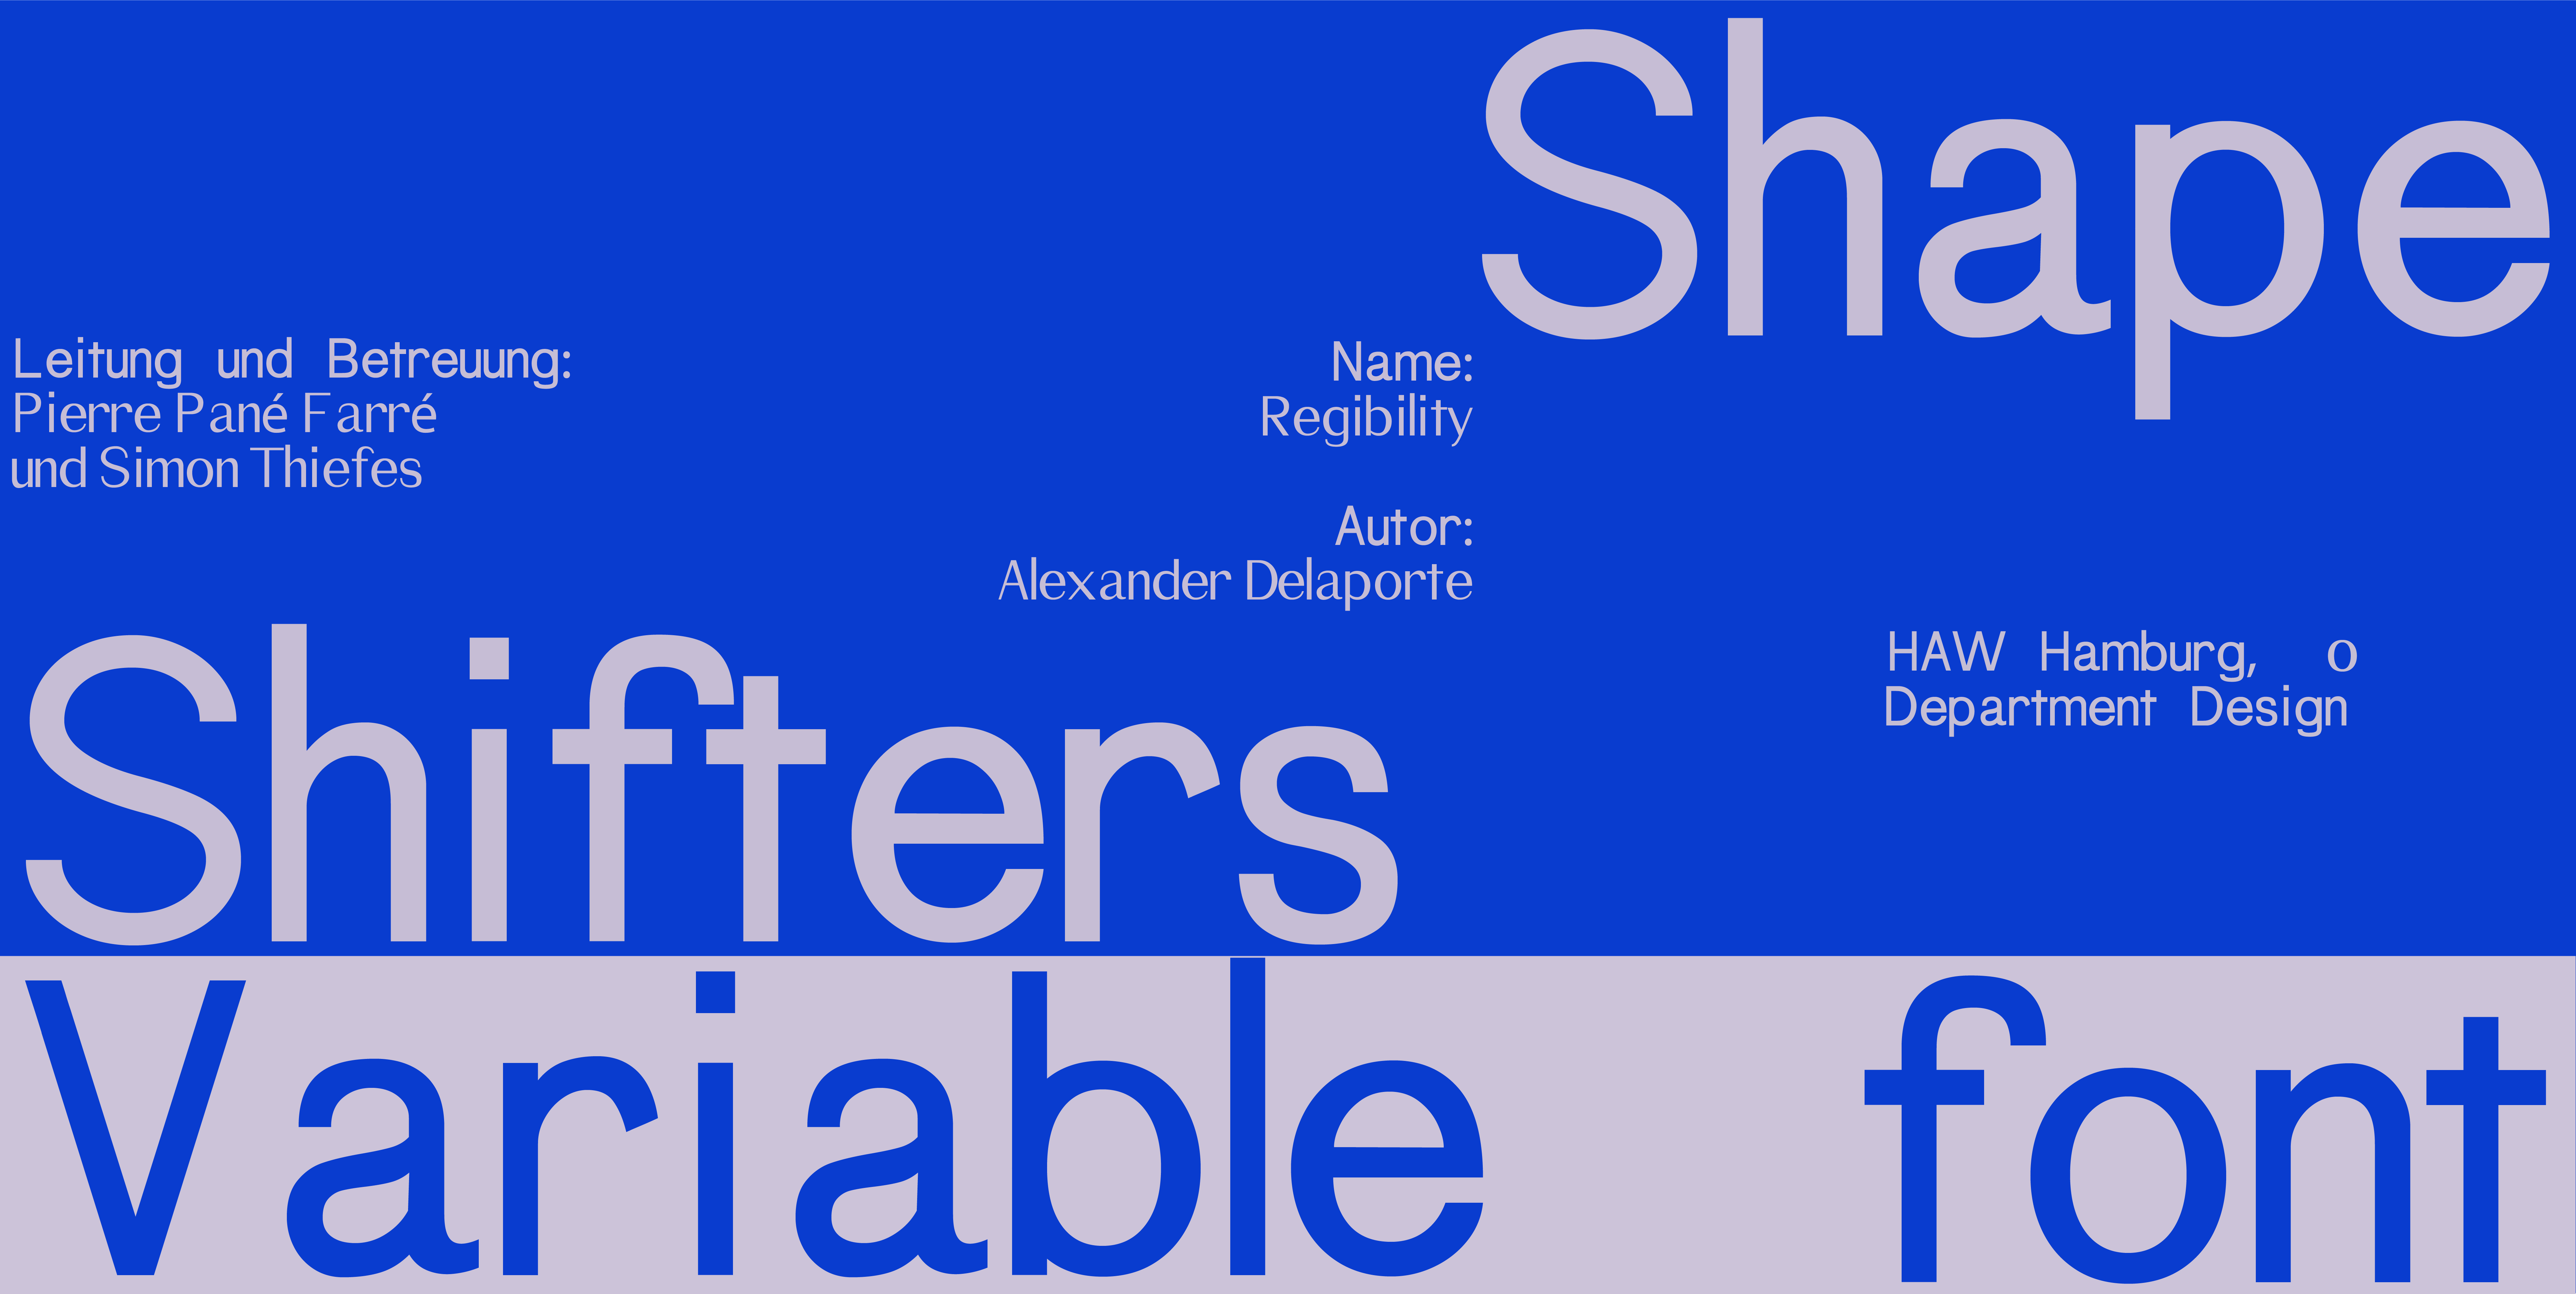 Shape
Leitung und Betreuung:
Pierre Pané Farré
und Simon Thiefes
Name:
Regibility
Autor:
Alexander Delaporte
HAW Hamburg, o
Department Design
Shifters
Variable font